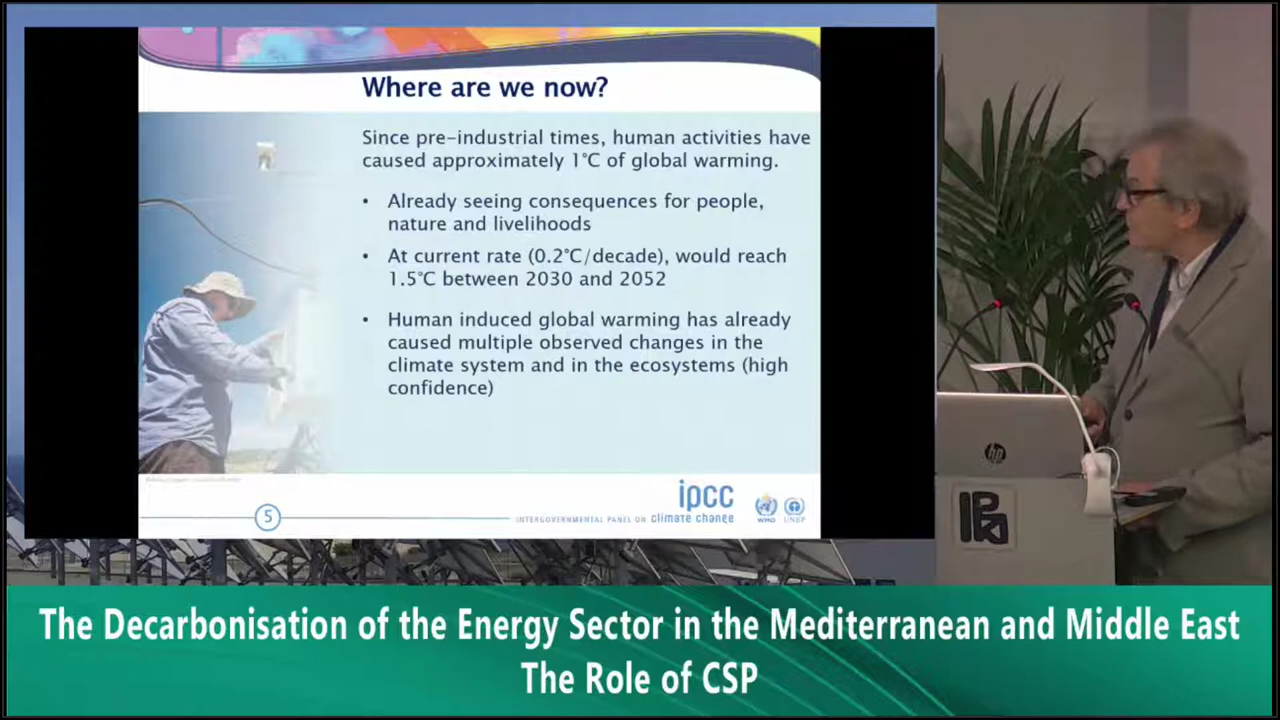 Where are we now?
Since pre-industrial times, human activities have
caused approximately 1°C of global warming.
• Already seeing consequences for people,
nature and livelihoods
• At current rate (0.2°C/decade), would reach
1.5°C between 2030 and 2052
• Human induced global warming has already
caused multiple observed changes in the
climate system and in the ecosystems (high
confidence)
5
ipcc
INTERGOVERNMENTAL PANEL ON climate change
WMO UNEP
hp
The Decarbonisation of the Energy Sector in the Mediterranean and Middle East
The Role of CSP